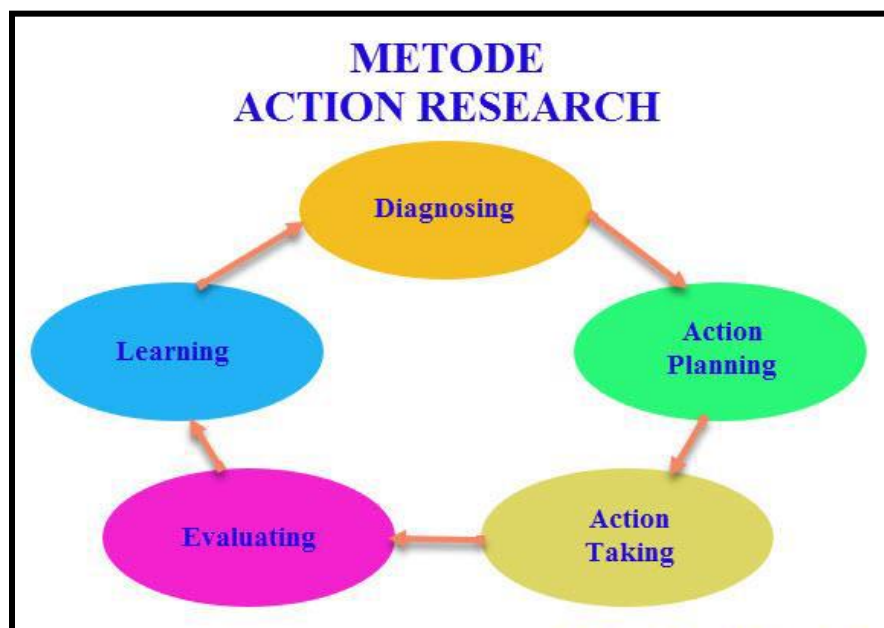 METODE
ACTION RESEARCH
Diagnosing
Action
Planning
Action
Taking
Evaluating
Learning